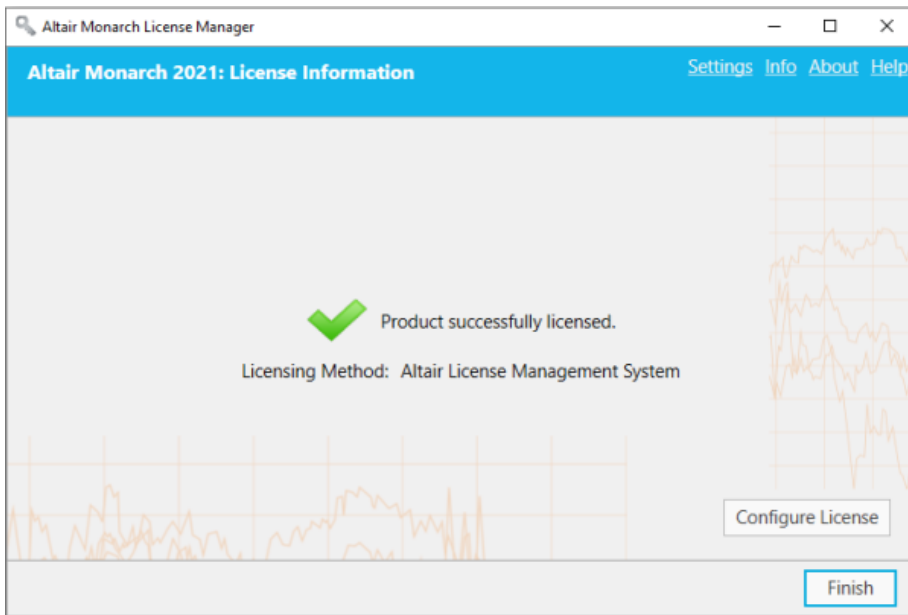 Altair Monarch License Manager
Altair Monarch 2021: License Information
Settings Info About Help
Product successfully licensed.
Licensing Method: Altair License Management System
Configure License
Finish